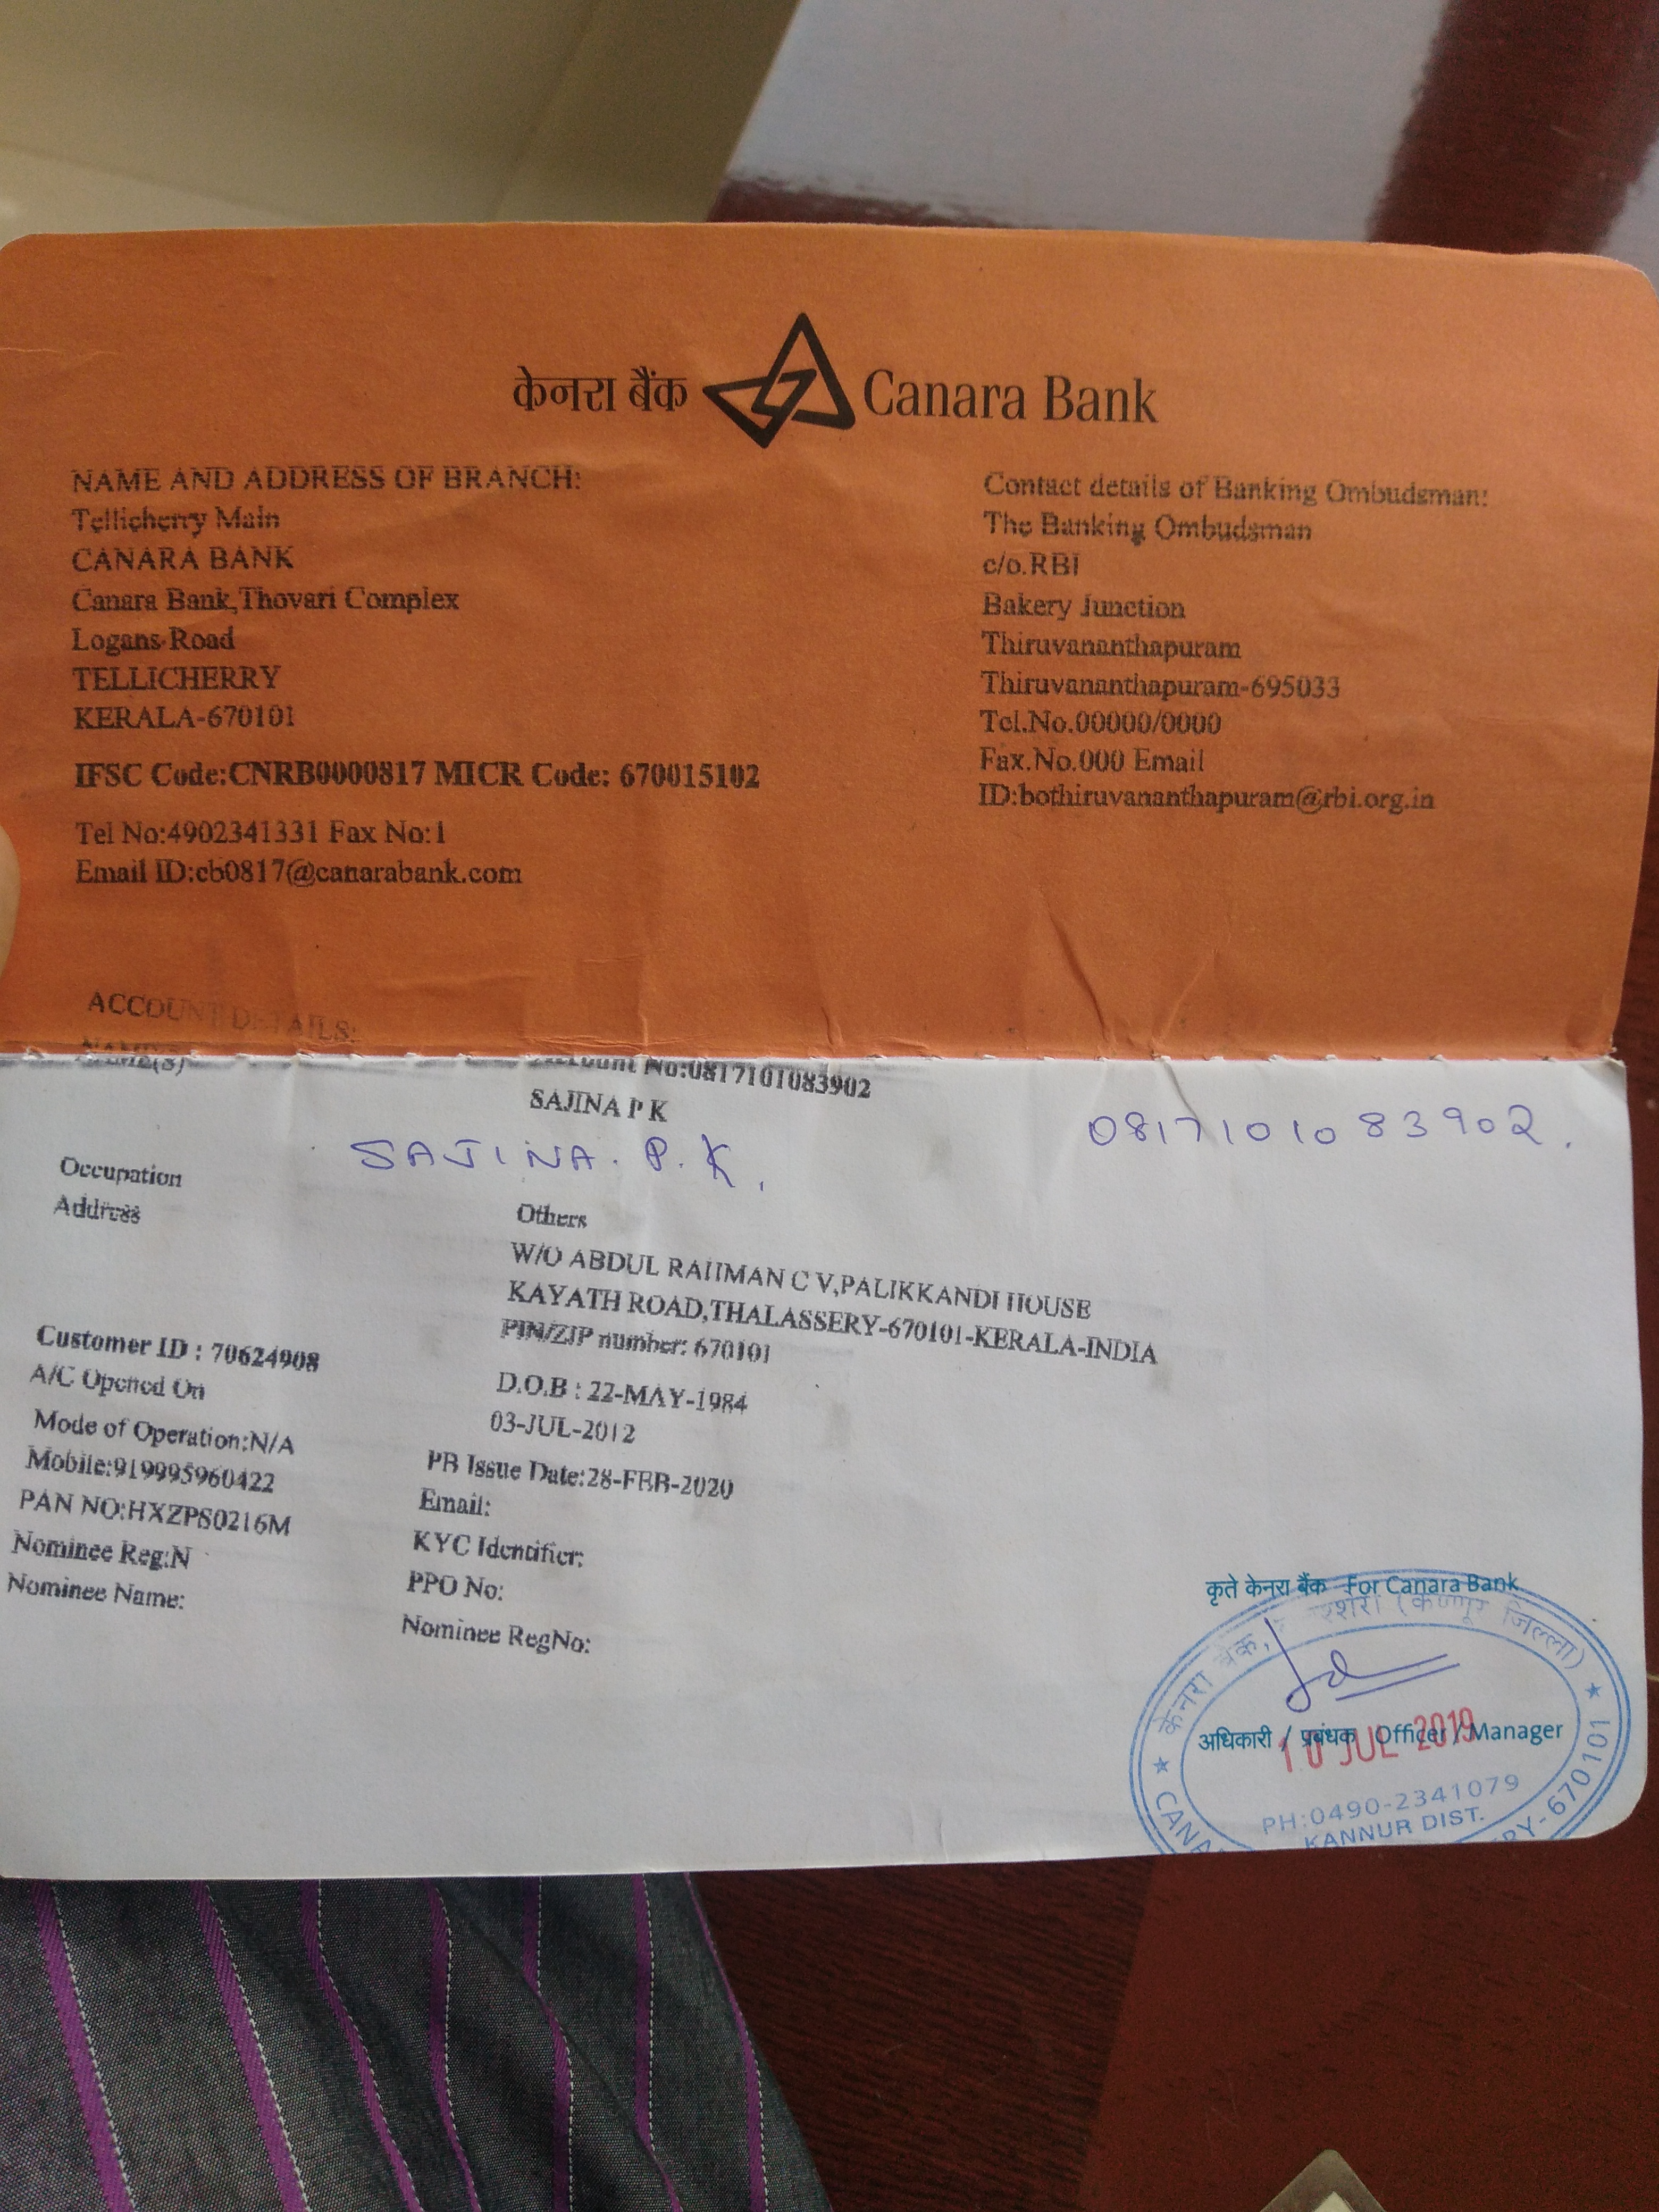 केनरा बैंक Canara Bank
NAME AND ADDRESS OF BRANCH:
Tellicherry Main
CANARA BANK
Canara Bank,Thovari Complex
Logans Road
TELLICHERRY
KERALA-670101
IFSC Code:CNRB0000817 MICR Code: 670015102
Tel No:4902341331 Fax No:1
Email ID:cb0817@canarabank.com
Contact details of Banking Ombudsman:
The Banking Ombudsman
c/o.RBI
Bakery Junction
Thiruvananthapuram
Thiruvananthapuram-695033
Tel.No.00000/0000
Fax.No.000 Email
ID:bothiruvananthapuram@rbi.org.in
ACCOUNT DETAILS:
NAME(S) Account No:0817101083902
SAJINA P K
SAJINA. P. K. 0817101083902.
Occupation Others
Address W/O ABDUL RAHMAN C V,PALIKKANDI HOUSE
KAYATH ROAD,THALASSERY-670101-KERALA-INDIA
PIN/ZIP number: 670101
Customer ID : 70624908 D.O.B : 22-MAY-1984
A/C Opened On 03-JUL-2012
Mode of Operation:N/A PB Issue Date:28-FEB-2020
Mobile:919995960422 Email:
PAN NO:HXZPS0216M KYC Identifier:
Nominee Reg:N PPO No:
Nominee Name: Nominee RegNo:
कृते केनरा बैंक For Canara Bank
केनरा बैंक, (कण्णूर जिल्ला)
अधिकारी / प्रबंधक Officer / Manager
10 JUL 2019
PH:0490-2341079
KANNUR DIST.
670101